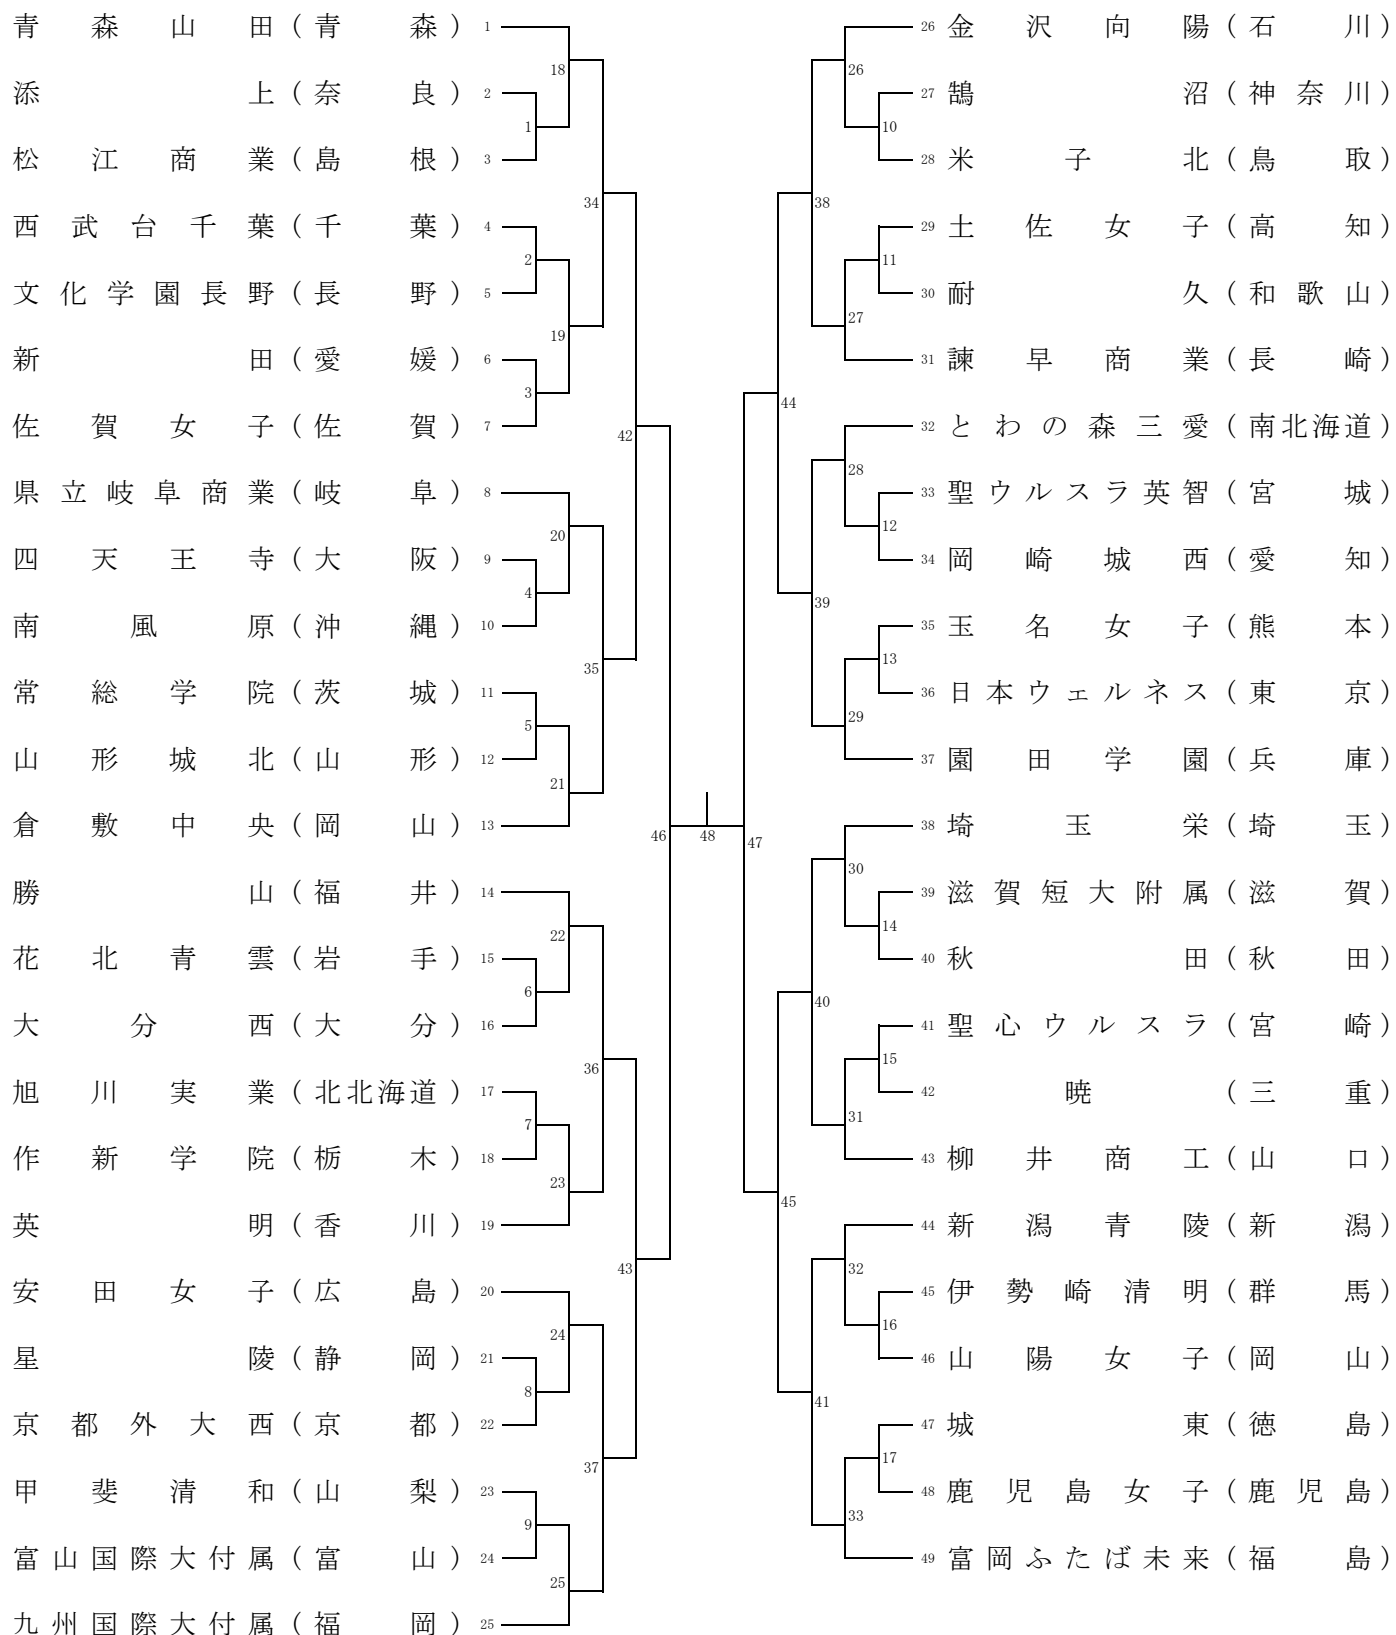 青森山田（青森）1
添上（奈良）2
松江商業（島根）3
西武台千葉（千葉）4
文化学園長野（長野）5
新田（愛媛）6
佐賀女子（佐賀）7
県立岐阜商業（岐阜）8
四天王寺（大阪）9
南風原（沖縄）10
常総学院（茨城）11
山形城北（山形）12
倉敷中央（岡山）13
勝山（福井）14
花北青雲（岩手）15
大分西（大分）16
旭川実業（北北海道）17
作新学院（栃木）18
英明（香川）19
安田女子（広島）20
星陵（静岡）21
京都外大西（京都）22
甲斐清和（山梨）23
富山国際大付属（富山）24
九州国際大付属（福岡）25
18
1
34
2
19
3
42
20
4
35
5
21
46
48
47
22
6
36
7
23
43
24
8
37
9
25
26
10
38
11
27
44
28
12
39
13
29
30
14
40
15
31
45
32
16
41
17
33
26 金沢向陽（石川）
27 鵠沼（神奈川）
28 米子北（鳥取）
29 土佐女子（高知）
30 耐久（和歌山）
31 諫早商業（長崎）
32 とわの森三愛（南北海道）
33 聖ウルスラ英智（宮城）
34 岡崎城西（愛知）
35 玉名女子（熊本）
36 日本ウェルネス（東京）
37 園田学園（兵庫）
38 埼玉栄（埼玉）
39 滋賀短大附属（滋賀）
40 秋田（秋田）
41 聖心ウルスラ（宮崎）
42 暁（三重）
43 柳井商工（山口）
44 新潟青陵（新潟）
45 伊勢崎清明（群馬）
46 山陽女子（岡山）
47 城東（徳島）
48 鹿児島女子（鹿児島）
49 富岡ふたば未来（福島）